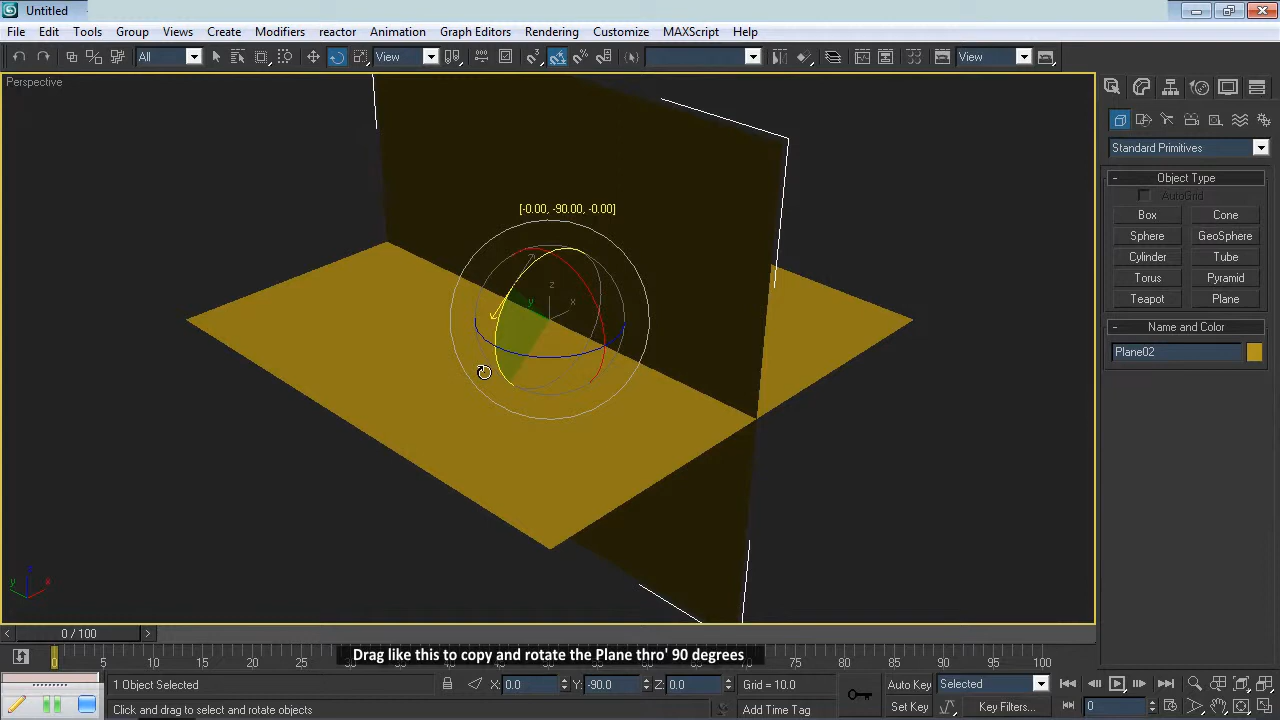 Untitled
File Edit Tools Group Views Create Modifiers reactor Animation Graph Editors Rendering Customize MAXScript Help
All View View
Perspective
Standard Primitives
Object Type
AutoGrid
Box Cone
Sphere GeoSphere
Cylinder Tube
Torus Pyramid
Teapot Plane
Name and Color
Plane02
[-0.00, -90.00, -0.00]
z
y x
z
y x
< 0 / 100 >
0 5 10 15 20 25 30 35 70 75 80 85 90 95 100
Drag like this to copy and rotate the Plane thro' 90 degrees
1 Object Selected X: 0.0 Y: -90.0 Z: 0.0 Grid = 10.0 Auto Key Selected
Click and drag to select and rotate objects Add Time Tag Set Key Key Filters... 0